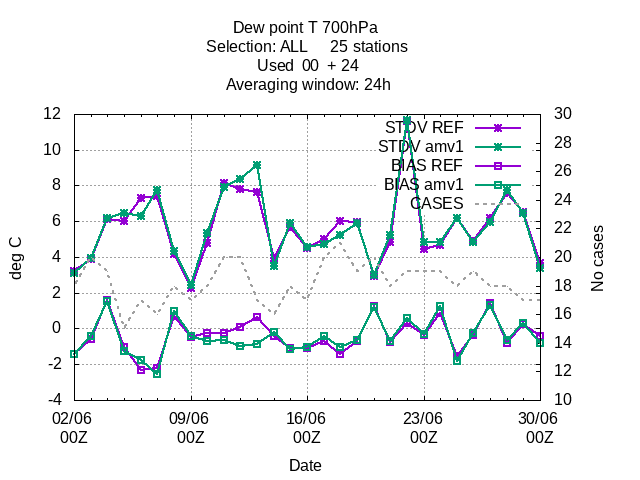 Dew point T 700hPa
Selection: ALL     25 stations
Used  00  + 24
Averaging window: 24h
12
10
8
6
4
2
0
-2
-4
30
28
26
24
22
20
18
16
14
12
10
STDV REF
STDV amv1
BIAS REF
BIAS amv1
CASES
deg C
No cases
02/06 09/06 16/06 23/06 30/06
00Z 00Z 00Z 00Z 00Z
Date